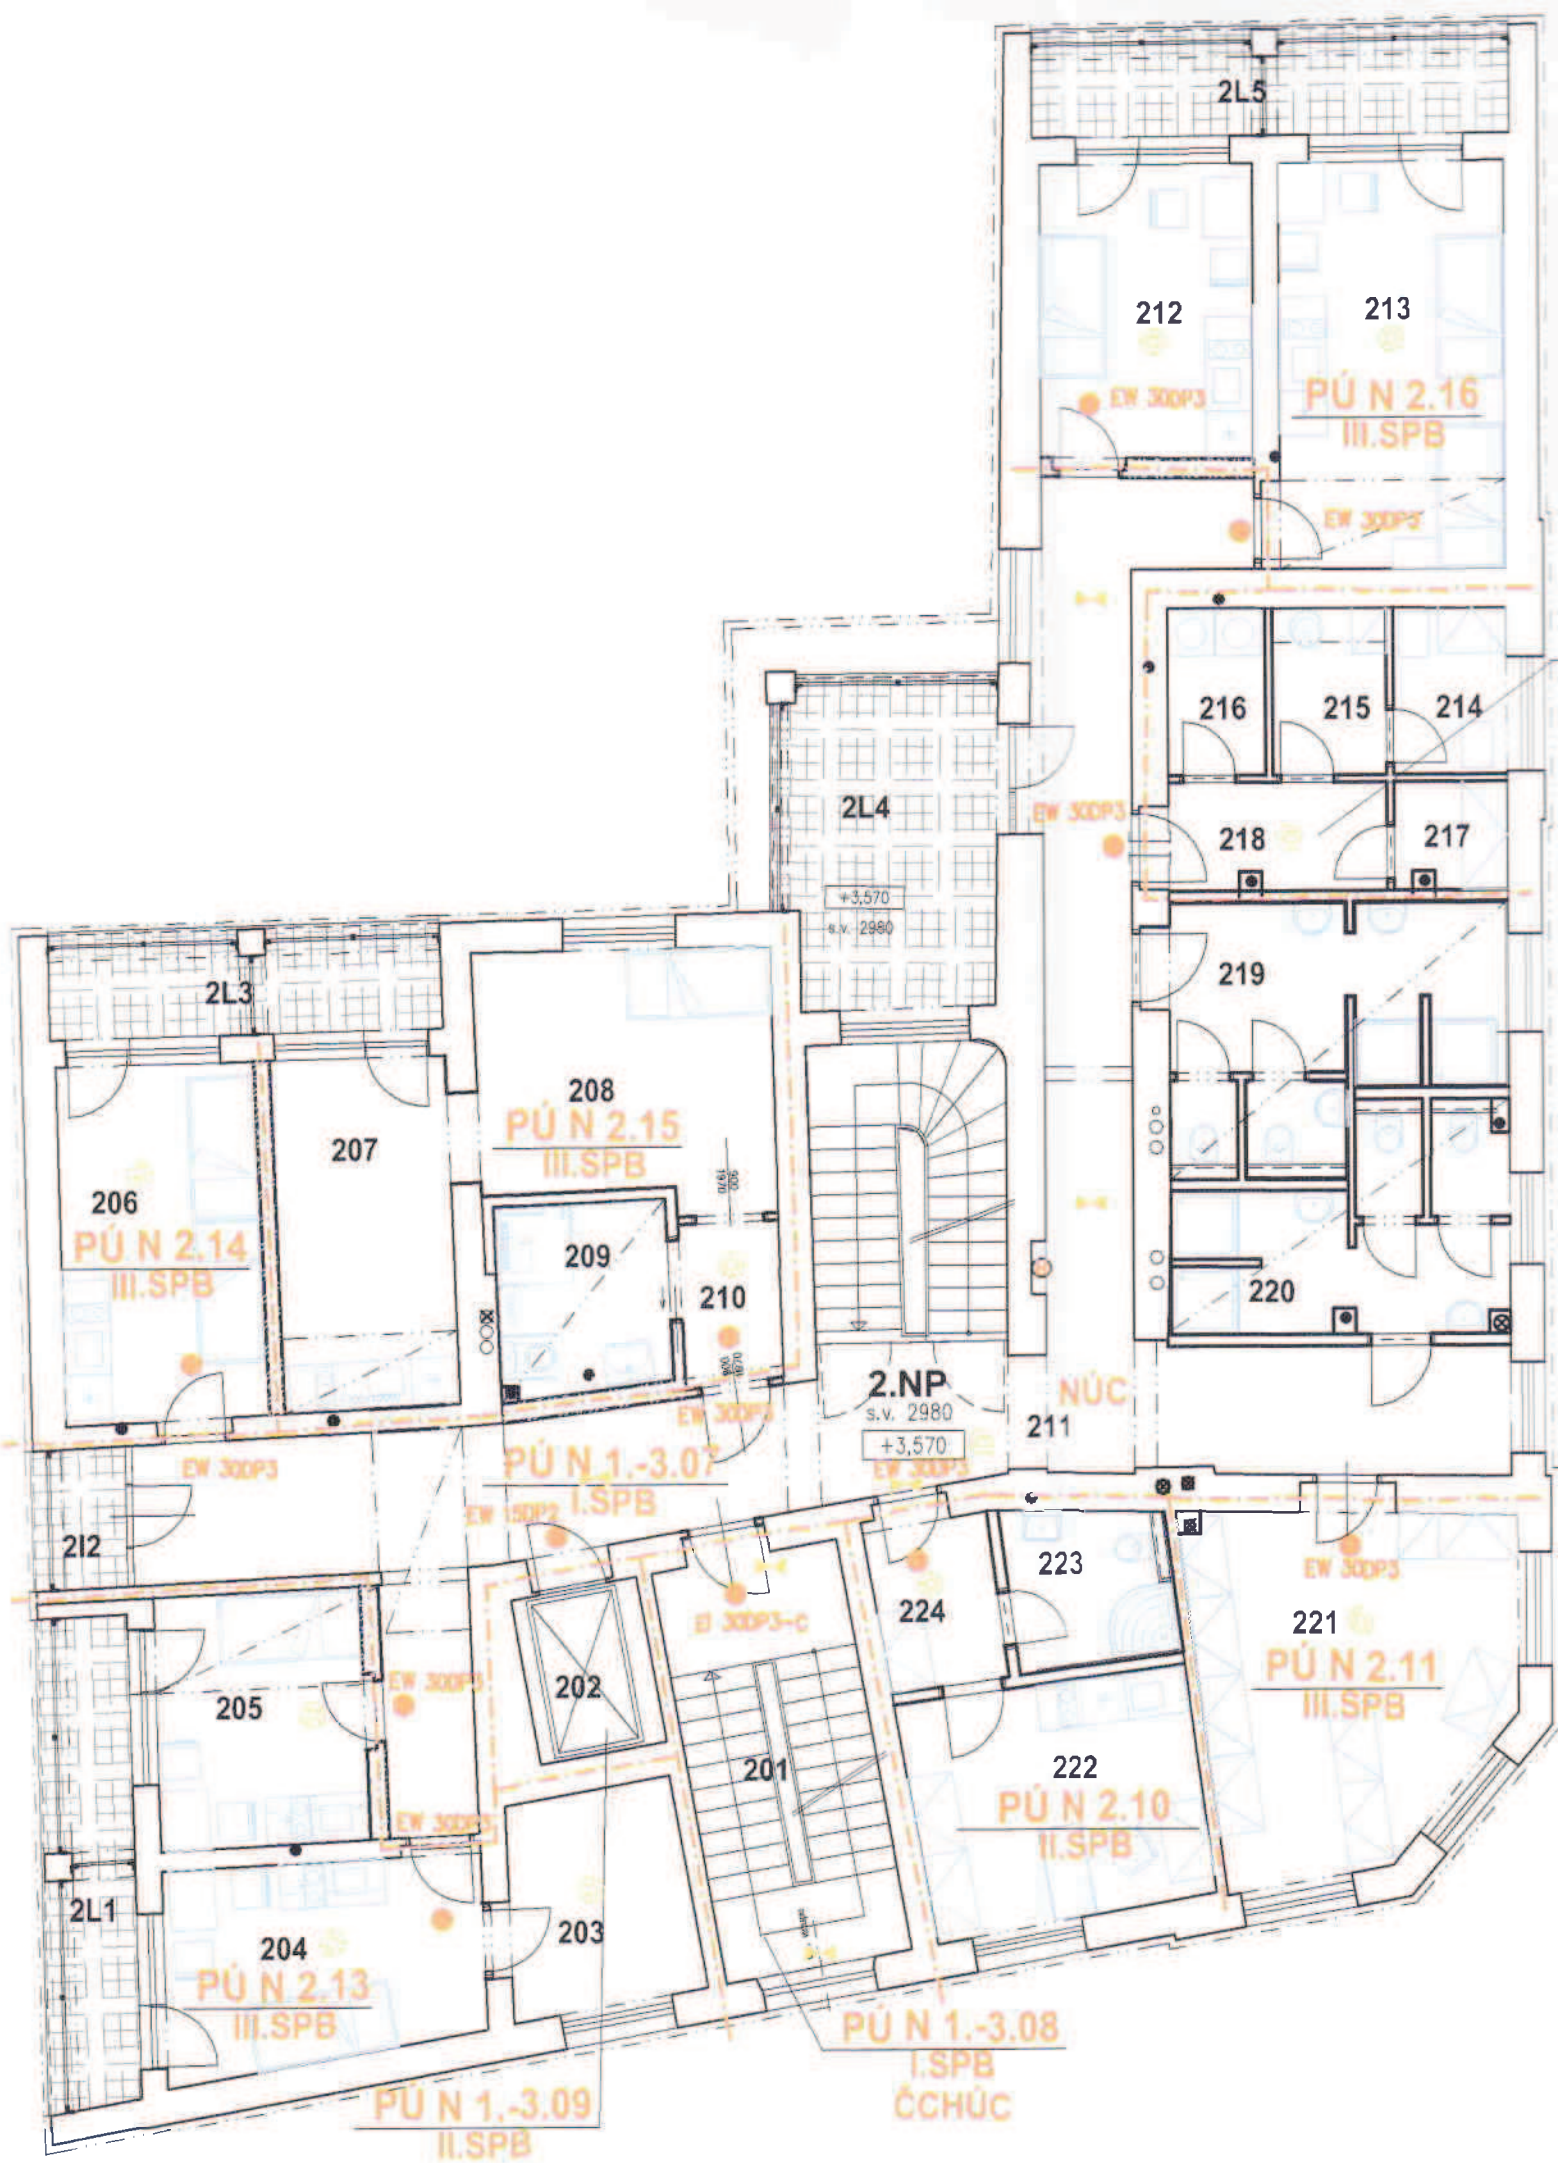 2L5
212
213
EW 30DP3
PÚ N 2.16
III.SPB
EW 30DP3
216
215
214
2L4
EW 30DP3
218
217
+3,570
s.v. 2980
2L3
219
208
PÚ N 2.15
III.SPB
207
206
PÚ N 2.14
III.SPB
900
1970
209
210
220
2.NP
s.v. 2980
+3,570
NÚC
211
EW 30DP3
EW 30DP3
PÚ N 1.-3.07
I.SPB
EW 30DP3
EW 15DP2
2I2
223
EW 30DP3
224
EI 30DP3-C
221
PÚ N 2.11
III.SPB
EW 30DP3
202
205
201
222
PÚ N 2.10
II.SPB
EW 30DP3
2L1
203
204
PÚ N 2.13
III.SPB
PÚ N 1.-3.08
I.SPB
ČCHÚC
PÚ N 1.-3.09
II.SPB